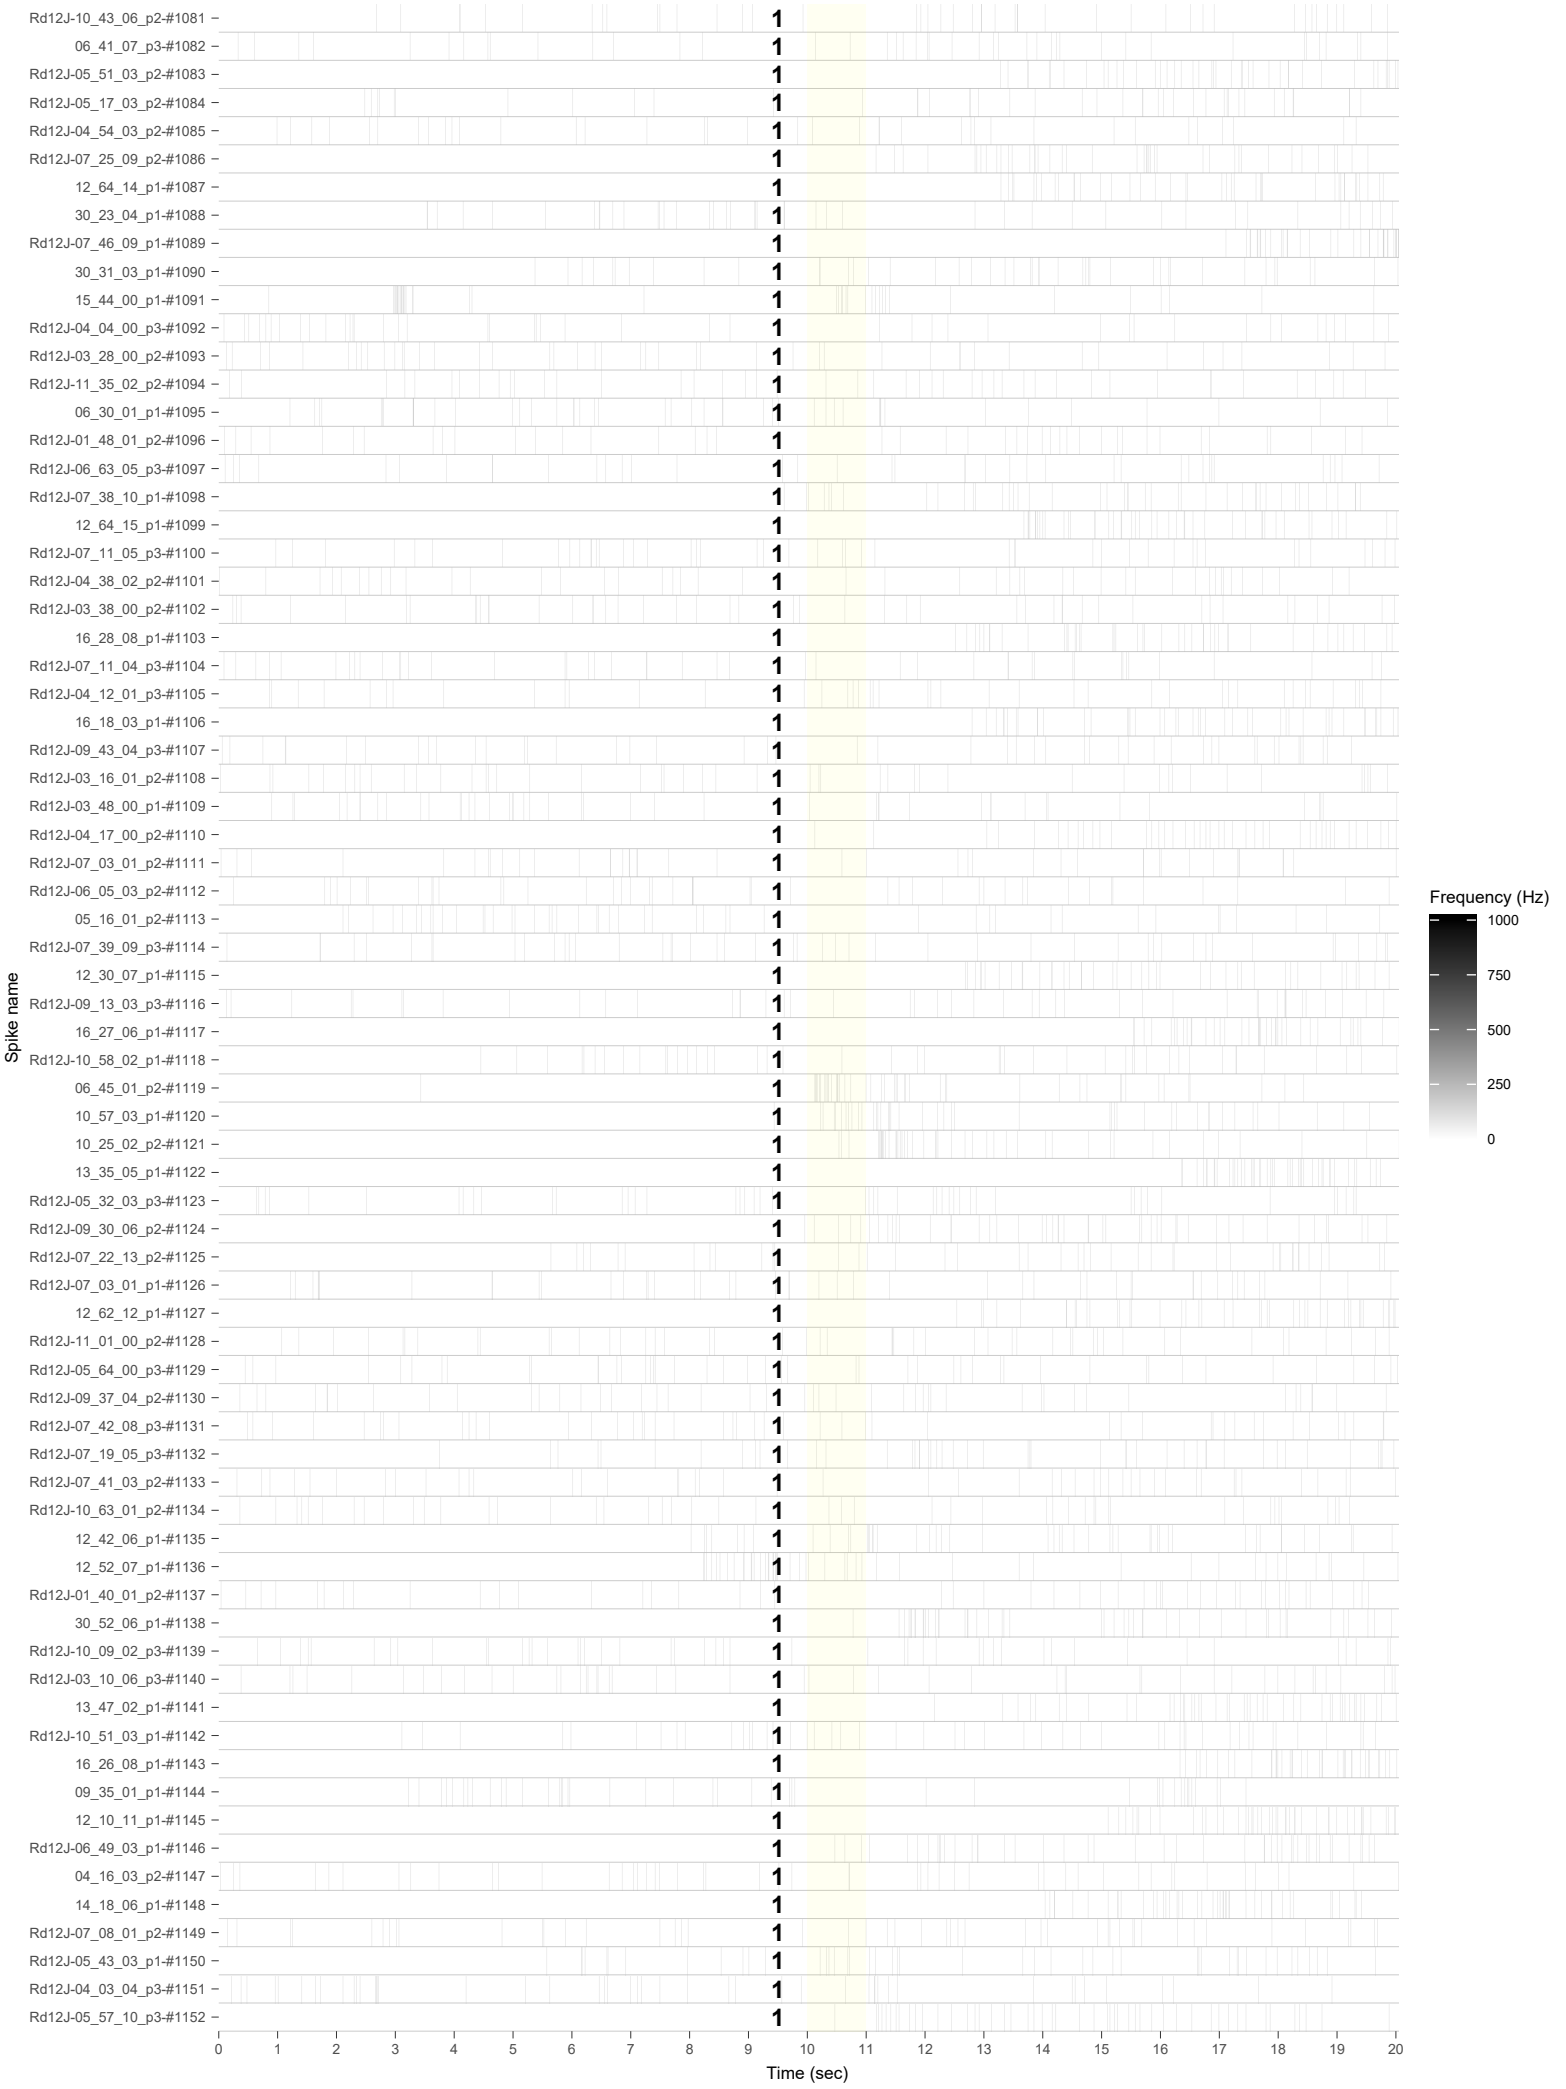 Rd12J-10_43_06_p2-#1081 1
06_41_07_p3-#1082 1
Rd12J-05_51_03_p2-#1083 1
Rd12J-05_17_03_p2-#1084 1
Rd12J-04_54_03_p2-#1085 1
Rd12J-07_25_09_p2-#1086 1
12_64_14_p1-#1087 1
30_23_04_p1-#1088 1
Rd12J-07_46_09_p1-#1089 1
30_31_03_p1-#1090 1
15_44_00_p1-#1091 1
Rd12J-04_04_00_p3-#1092 1
Rd12J-03_28_00_p2-#1093 1
Rd12J-11_35_02_p2-#1094 1
06_30_01_p1-#1095 1
Rd12J-01_48_01_p2-#1096 1
Rd12J-06_63_05_p3-#1097 1
Rd12J-07_38_10_p1-#1098 1
12_64_15_p1-#1099 1
Rd12J-07_11_05_p3-#1100 1
Rd12J-04_38_02_p2-#1101 1
Rd12J-03_38_00_p2-#1102 1
16_28_08_p1-#1103 1
Rd12J-07_11_04_p3-#1104 1
Rd12J-04_12_01_p3-#1105 1
16_18_03_p1-#1106 1
Rd12J-09_43_04_p3-#1107 1
Rd12J-03_16_01_p2-#1108 1
Rd12J-03_48_00_p1-#1109 1
Rd12J-04_17_00_p2-#1110 1
Rd12J-07_03_01_p2-#1111 1
Rd12J-06_05_03_p2-#1112 1
05_16_01_p2-#1113 1
Rd12J-07_39_09_p3-#1114 1
12_30_07_p1-#1115 1
Rd12J-09_13_03_p3-#1116 1
16_27_06_p1-#1117 1
Rd12J-10_58_02_p1-#1118 1
06_45_01_p2-#1119 1
10_57_03_p1-#1120 1
10_25_02_p2-#1121 1
13_35_05_p1-#1122 1
Rd12J-05_32_03_p3-#1123 1
Rd12J-09_30_06_p2-#1124 1
Rd12J-07_22_13_p2-#1125 1
Rd12J-07_03_01_p1-#1126 1
12_62_12_p1-#1127 1
Rd12J-11_01_00_p2-#1128 1
Rd12J-05_64_00_p3-#1129 1
Rd12J-09_37_04_p2-#1130 1
Rd12J-07_42_08_p3-#1131 1
Rd12J-07_19_05_p3-#1132 1
Rd12J-07_41_03_p2-#1133 1
Rd12J-10_63_01_p2-#1134 1
12_42_06_p1-#1135 1
12_52_07_p1-#1136 1
Rd12J-01_40_01_p2-#1137 1
30_52_06_p1-#1138 1
Rd12J-10_09_02_p3-#1139 1
Rd12J-03_10_06_p3-#1140 1
13_47_02_p1-#1141 1
Rd12J-10_51_03_p1-#1142 1
16_26_08_p1-#1143 1
09_35_01_p1-#1144 1
12_10_11_p1-#1145 1
Rd12J-06_49_03_p1-#1146 1
04_16_03_p2-#1147 1
14_18_06_p1-#1148 1
Rd12J-07_08_01_p2-#1149 1
Rd12J-05_43_03_p1-#1150 1
Rd12J-04_03_04_p3-#1151 1
Rd12J-05_57_10_p3-#1152 1
0 1 2 3 4 5 6 7 8 9 10 11 12 13 14 15 16 17 18 19 20
Time (sec)
Spike name
Frequency (Hz)
1000
750
500
250
0